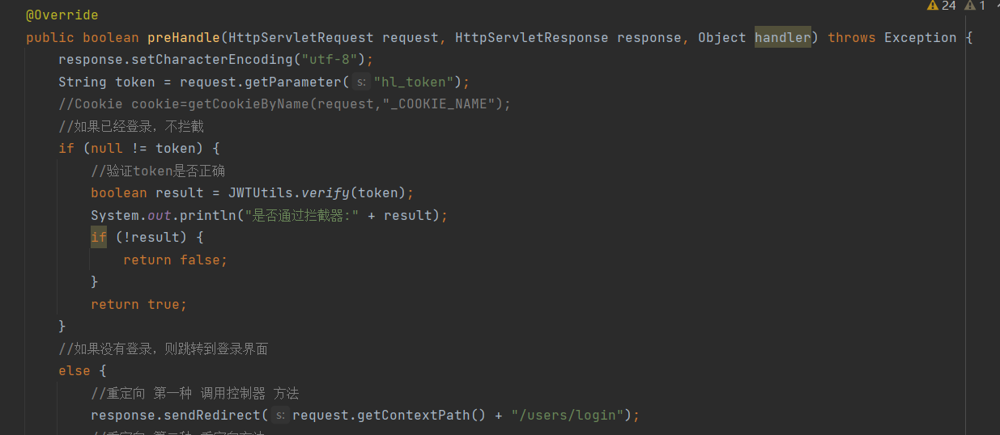 24 1
@Override
public boolean preHandle(HttpServletRequest request, HttpServletResponse response, Object handler) throws Exception {
response.setCharacterEncoding("utf-8");
String token = request.getParameter( s: "hl_token");
//Cookie cookie=getCookieByName(request,"_COOKIE_NAME");
//如果已经登录，不拦截
if (null != token) {
//验证token是否正确
boolean result = JWTUtils.verify(token);
System.out.println("是否通过拦截器:" + result);
if (!result) {
return false;
}
return true;
}
//如果没有登录，则跳转到登录界面
else {
//重定向 第一种 调用控制器 方法
response.sendRedirect( s: request.getContextPath() + "/users/login");